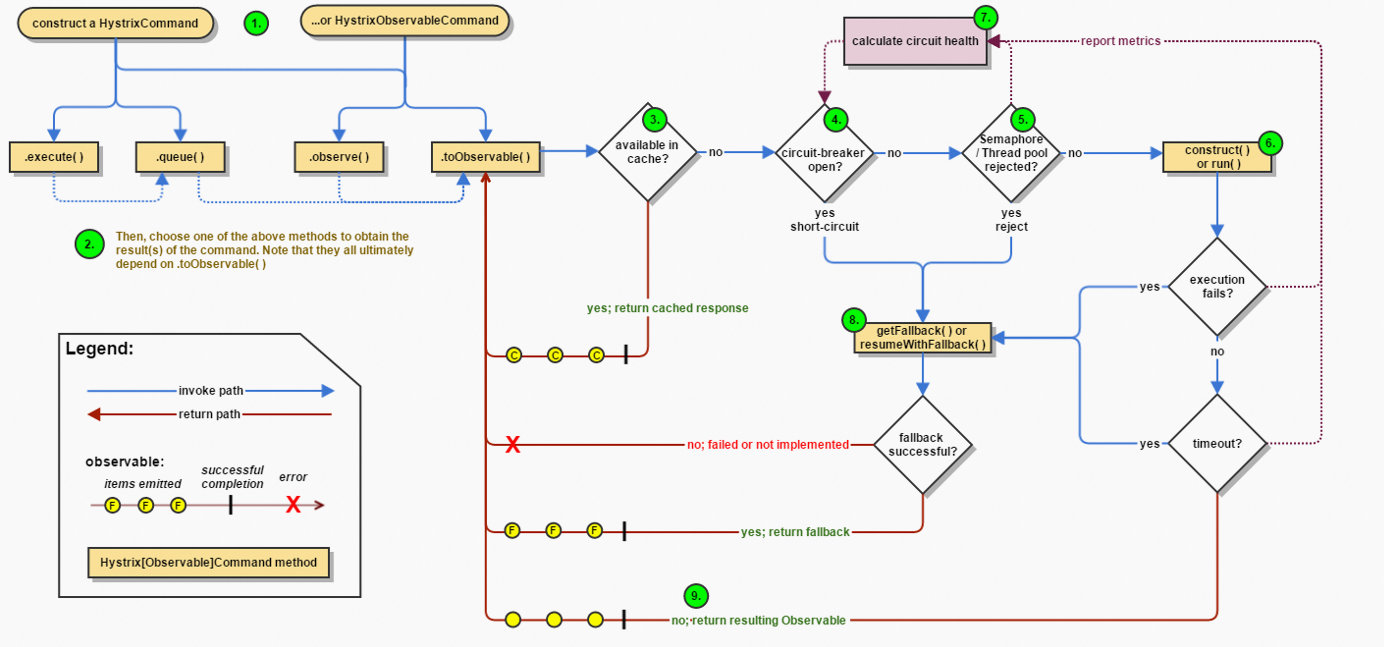 construct a HystrixCommand
1.
...or HystrixObservableCommand
7.
calculate circuit health
report metrics
3.
available in
cache?
4.
circuit-breaker
open?
5.
Semaphore
/ Thread pool
rejected?
6.
construct( )
or run( )
.execute( )
.queue( )
.observe( )
.toObservable( )
no
no
no
yes
short-circuit
yes
reject
2.
Then, choose one of the above methods to obtain the
result(s) of the command. Note that they all ultimately
depend on .toObservable( )
execution
fails?
yes
no
yes; return cached response
C
C
C
8.
getFallback( ) or
resumeWithFallback( )
Legend:
invoke path
return path
observable:
items emitted
successful
completion
error
F
F
F
X
Hystrix[Observable]Command method
X
no; failed or not implemented
fallback
successful?
yes
timeout?
F
F
F
yes; return fallback
9.
no; return resulting Observable